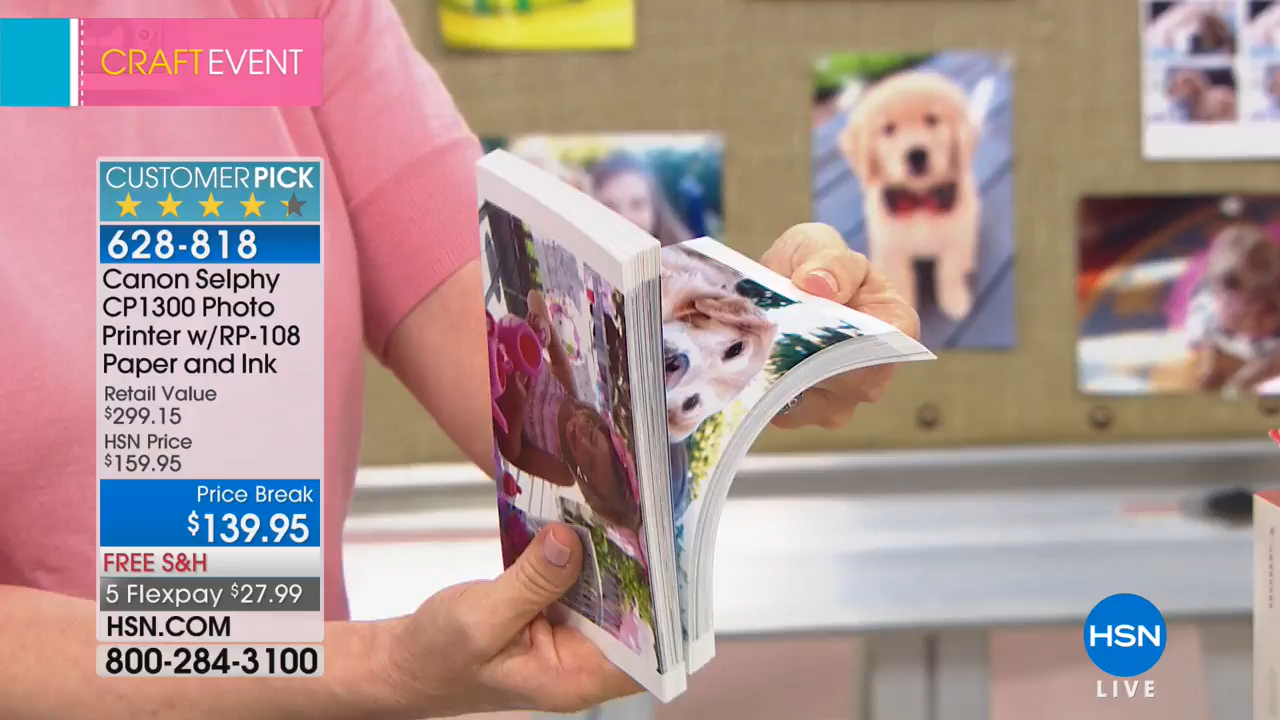 CRAFT EVENT
CUSTOMER PICK
628-818
Canon Selphy
CP1300 Photo
Printer w/RP-108
Paper and Ink
Retail Value
$299.15
HSN Price
$159.95
Price Break
$139.95
FREE S&H
5 Flexpay $27.99
HSN.COM
800-284-3100
HSN
LIVE